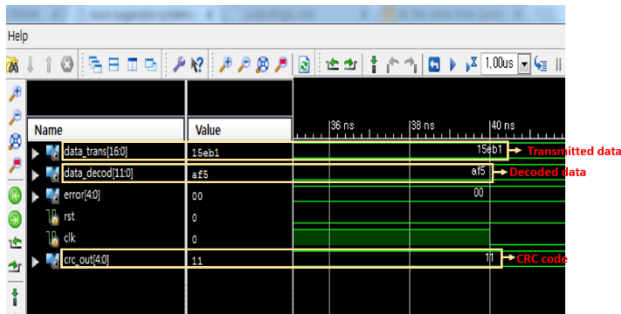 Help
1,00us
36 ns 38 ns 40 ns
Name Value
data_trans[16:0] 15eb1 15eb1 Transmitted data
data_decod[11:0] af5 af5 Decoded data
error[4:0] 00 00
rst 0
clk 0
crc_out[4:0] 11 11 CRC code